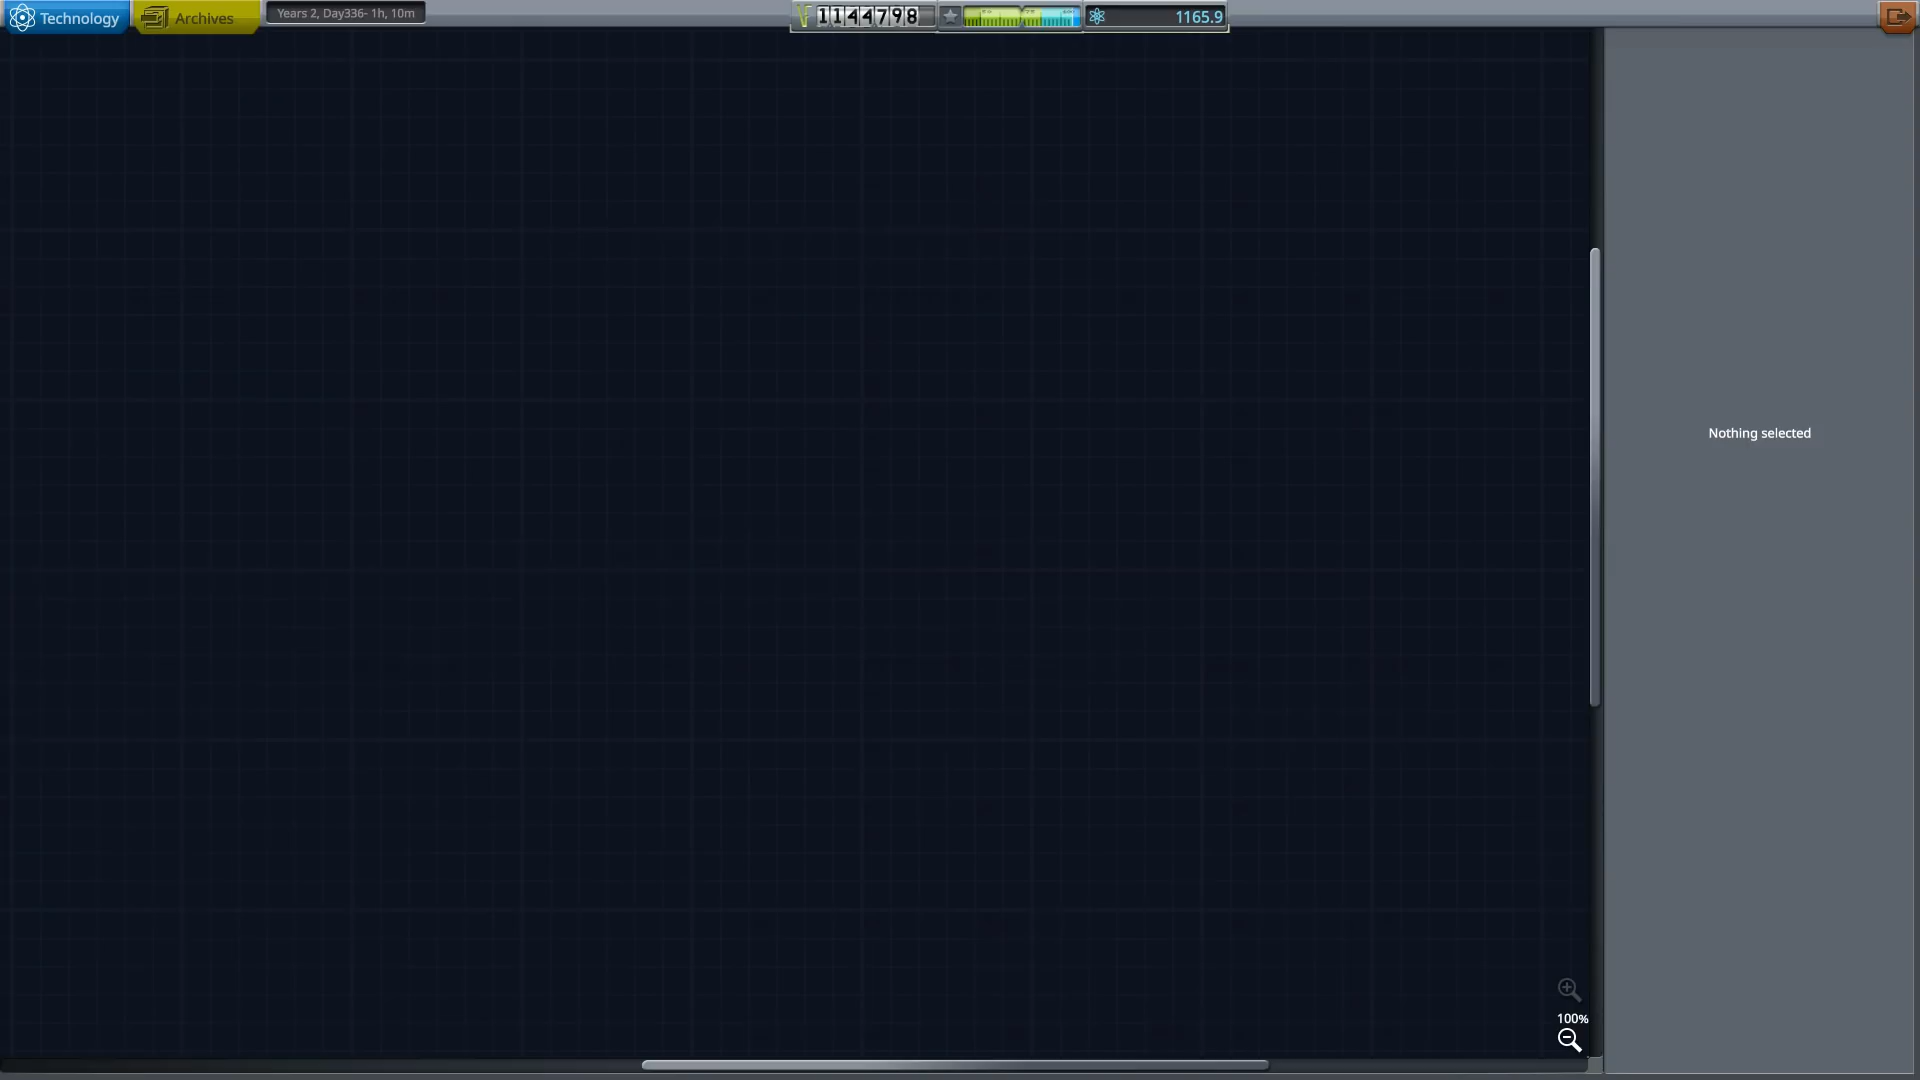 Technology
Archives
Years 2, Day336- 1h, 10m
1144798
1165.9
Nothing selected
100%